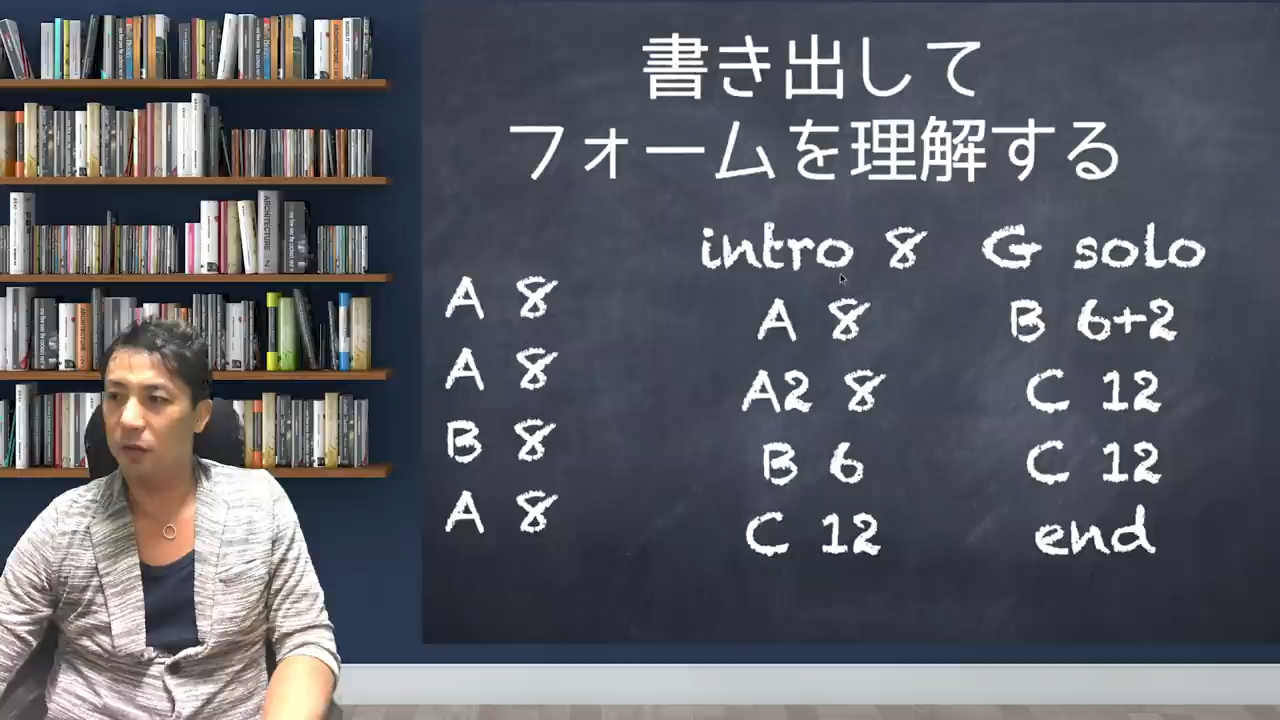 書き出して
フォームを理解する
A 8
A 8
B 8
A 8
intro 8
A 8
A2 8
B 6
C 12
G solo
B 6+2
C 12
C 12
end
ARCHITECTURE